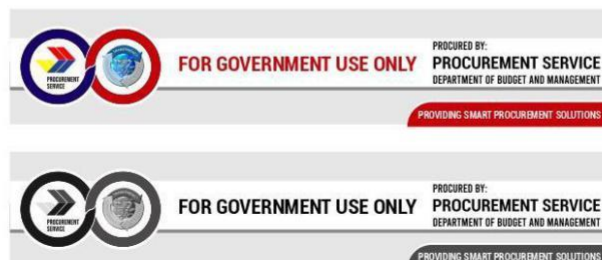 PROCUREMENT
SERVICE
FOR GOVERNMENT USE ONLY
PROCURED BY:
PROCUREMENT SERVICE
DEPARTMENT OF BUDGET AND MANAGEMENT
PROVIDING SMART PROCUREMENT SOLUTIONS
PROCUREMENT
SERVICE
FOR GOVERNMENT USE ONLY
PROCURED BY:
PROCUREMENT SERVICE
DEPARTMENT OF BUDGET AND MANAGEMENT
PROVIDING SMART PROCUREMENT SOLUTIONS